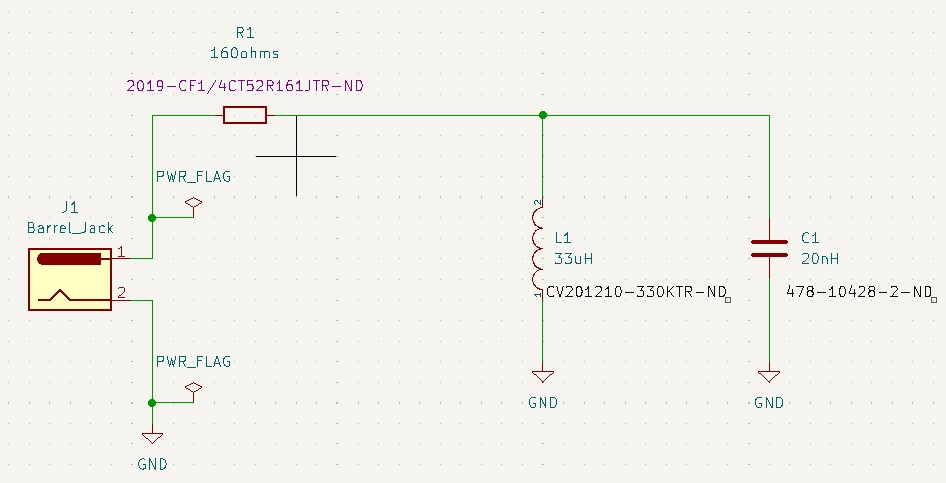 R1
160ohms
2019-CF1/4CT52R161JTR-ND
PWR_FLAG
J1
Barrel_Jack
1
2
2
L1
33uH
1
CV201210-330KTR-ND
C1
20nH
478-10428-2-ND
PWR_FLAG
GND
GND
GND